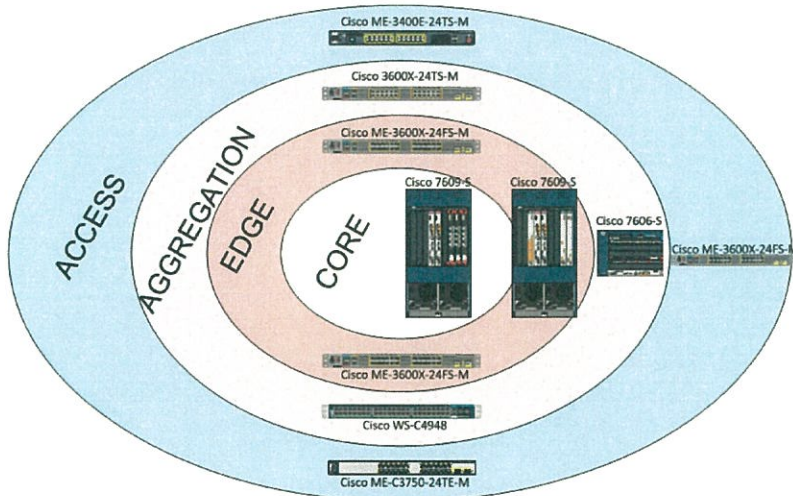 Cisco ME-3400E-24TS-M
Cisco 3600X-24TS-M
Cisco ME-3600X-24FS-M
Cisco 7609-S
Cisco 7609-S
Cisco 7606-S
Cisco ME-3600X-24FS-M
ACCESS
AGGREGATION
EDGE
CORE
Cisco ME-3600X-24FS-M
Cisco WS-C4948
Cisco ME-C3750-24TE-M